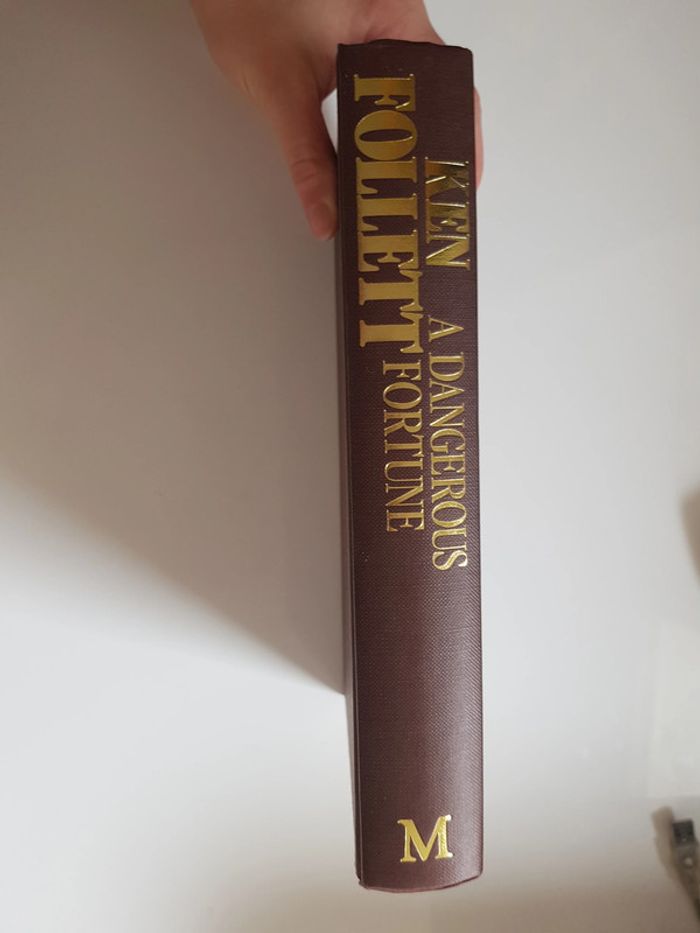 KEN
FOLLETT
A DANGEROUS
FORTUNE
M